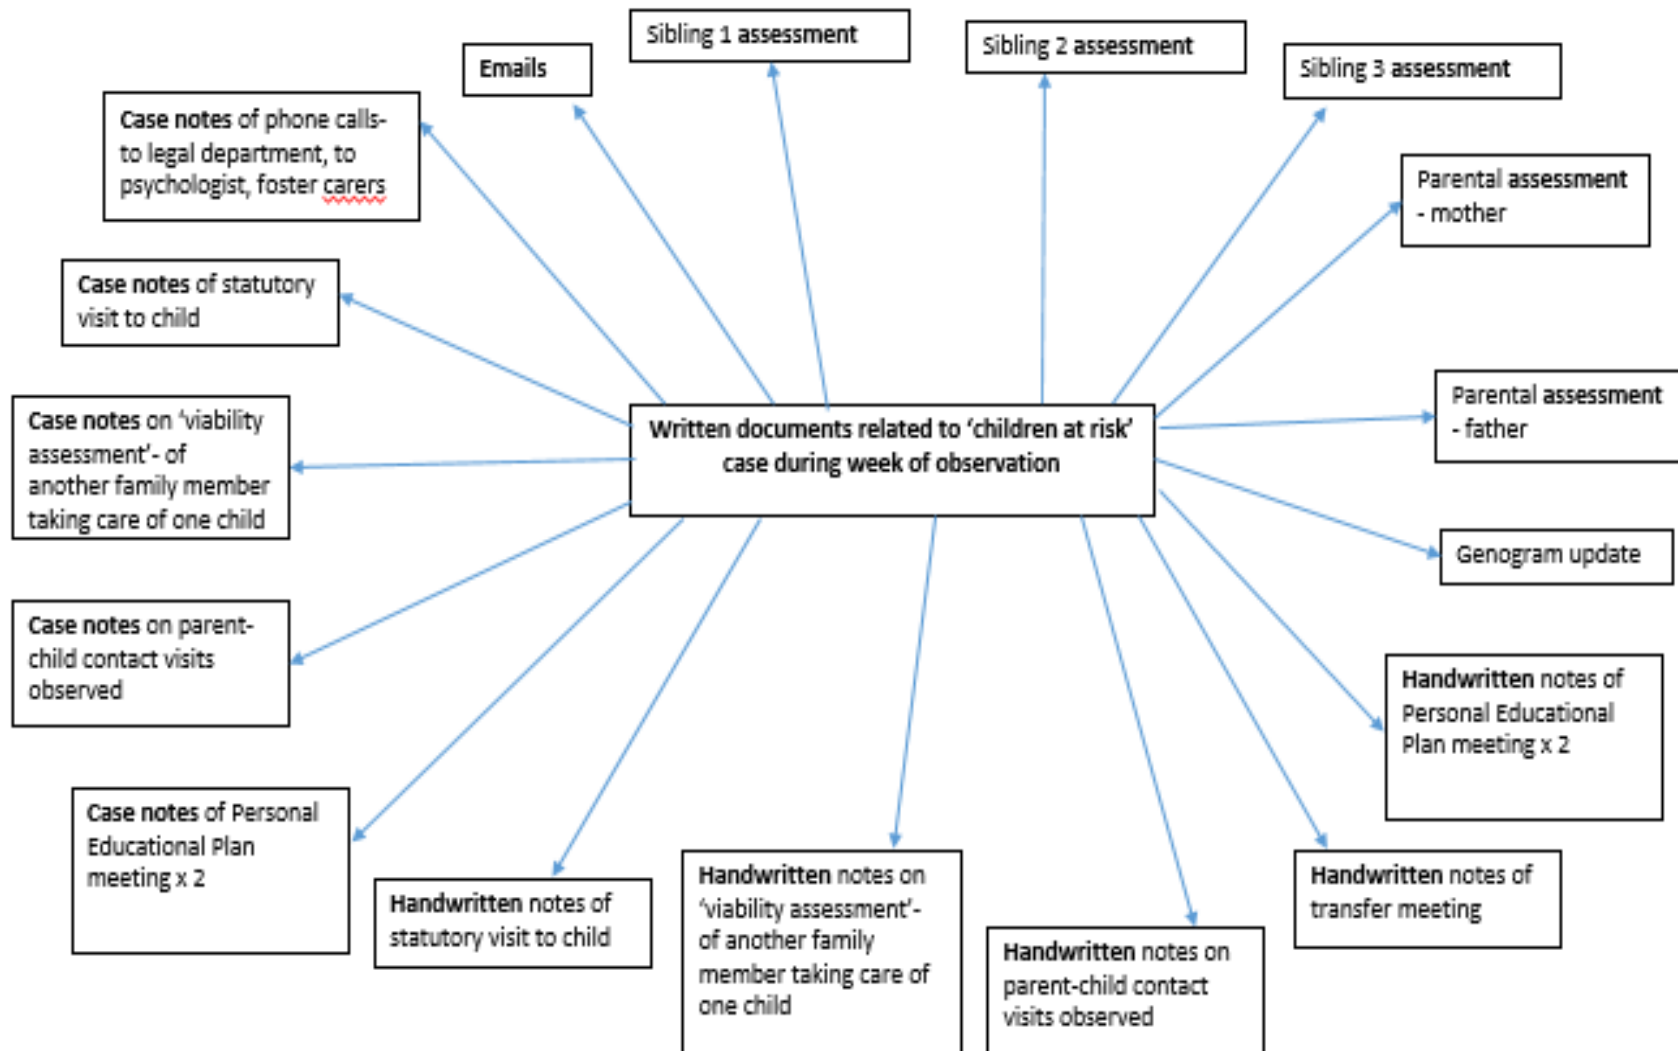 Sibling 1 assessment
Sibling 2 assessment
Sibling 3 assessment
Emails
Case notes of phone calls-
to legal department, to
psychologist, foster carers
Parental assessment
- mother
Case notes of statutory
visit to child
Parental assessment
- father
Case notes on ‘viability
assessment’- of
another family member
taking care of one child
Written documents related to ‘children at risk’
case during week of observation
Genogram update
Case notes on parent-
child contact visits
observed
Handwritten notes of
Personal Educational
Plan meeting x 2
Case notes of Personal
Educational Plan
meeting x 2
Handwritten notes of
statutory visit to child
Handwritten notes on
‘viability assessment’-
of another family
member taking care of
one child
Handwritten notes on
parent-child contact
visits observed
Handwritten notes of
transfer meeting